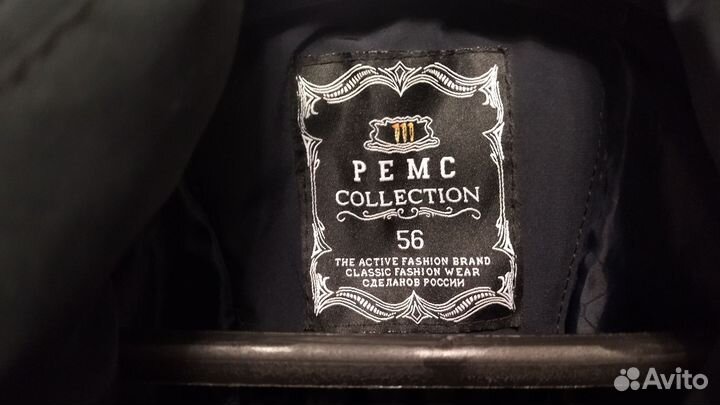 PEMC
COLLECTION
56
THE ACTIVE FASHION BRAND
CLASSIC FASHION WEAR
СДЕЛАНОВ РОССИИ
Avito